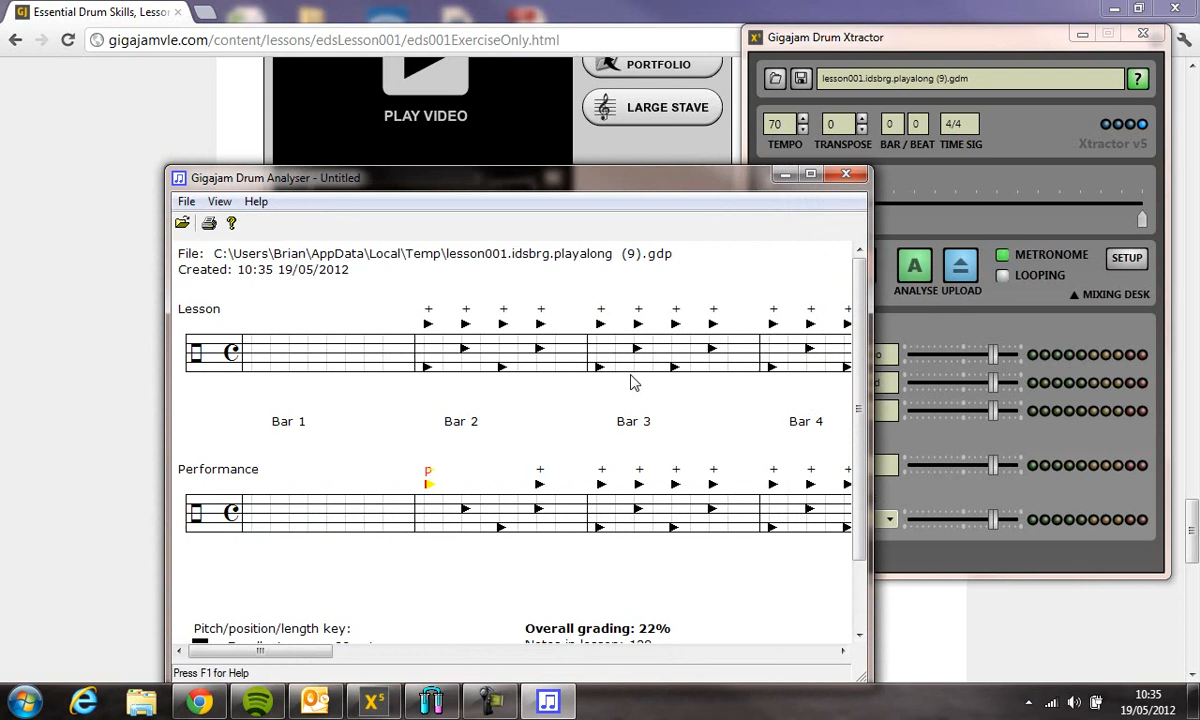 Essential Drum Skills, Lesso
gigajamvle.com/content/lessons/edsLesson001/eds001ExerciseOnly.html
PLAY VIDEO
PORTFOLIO
LARGE STAVE
Gigajam Drum Xtractor
lesson001.idsbrg.playalong (9).gdm
?
70
0
0 0
4/4
TEMPO
TRANSPOSE
BAR / BEAT
TIME SIG
Xtractor v5
A
ANALYSE
UPLOAD
METRONOME
LOOPING
SETUP
MIXING DESK
Gigajam Drum Analyser - Untitled
File View Help
File: C:\Users\Brian\AppData\Local\Temp\lesson001.idsbrg.playalong (9).gdp
Created: 10:35 19/05/2012
Lesson
+ + + + + + + + + +
Bar 1 Bar 2 Bar 3 Bar 4
Performance
p + + + + + + + +
Pitch/position/length key:
Overall grading: 22%
Press F1 for Help
10:35
19/05/2012